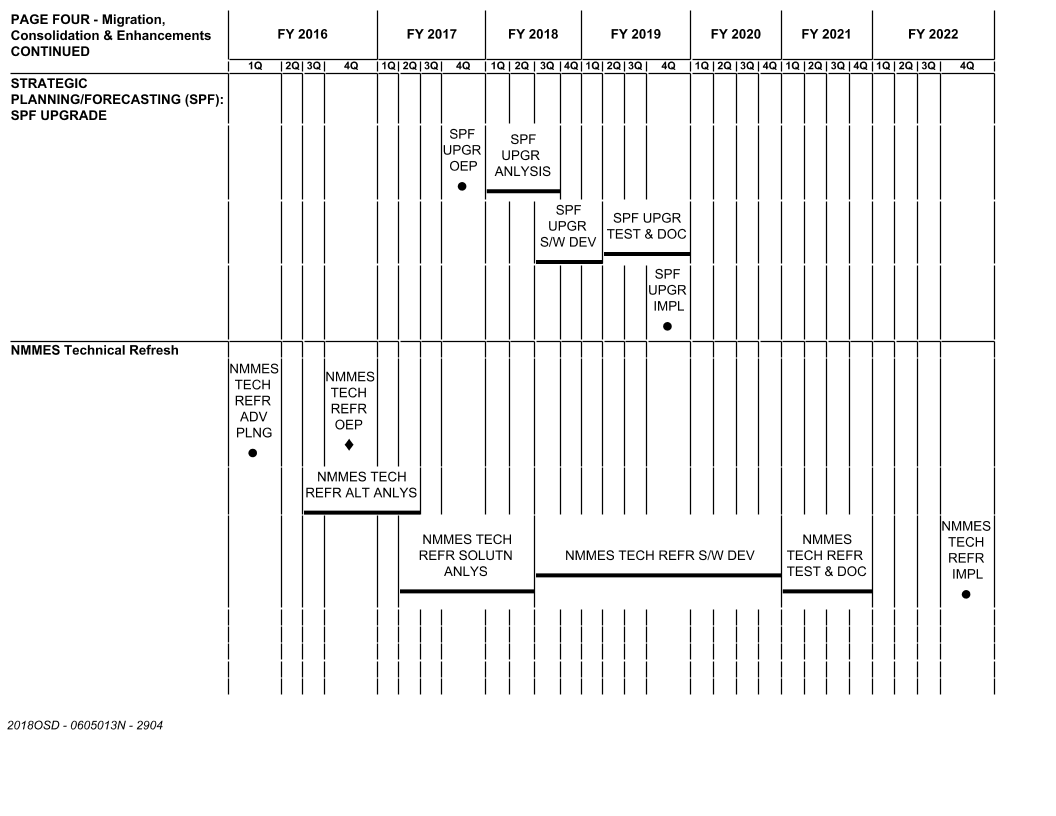 PAGE FOUR - Migration,
Consolidation & Enhancements
CONTINUED
FY 2016 FY 2017 FY 2018 FY 2019 FY 2020 FY 2021 FY 2022
1Q 2Q 3Q 4Q 1Q 2Q 3Q 4Q 1Q 2Q 3Q 4Q 1Q 2Q 3Q 4Q 1Q 2Q 3Q 4Q 1Q 2Q 3Q 4Q 1Q 2Q 3Q 4Q
STRATEGIC
PLANNING/FORECASTING (SPF):
SPF UPGRADE
SPF
UPGR
OEP
SPF
UPGR
ANLYSIS
SPF
UPGR
S/W DEV
SPF UPGR
TEST & DOC
SPF
UPGR
IMPL
NMMES Technical Refresh
NMMES
TECH
REFR
ADV
PLNG
NMMES
TECH
REFR
OEP
NMMES TECH
REFR ALT ANLYS
NMMES TECH
REFR SOLUTN
ANLYS
NMMES TECH REFR S/W DEV
NMMES
TECH REFR
TEST & DOC
NMMES
TECH
REFR
IMPL
2018OSD - 0605013N - 2904